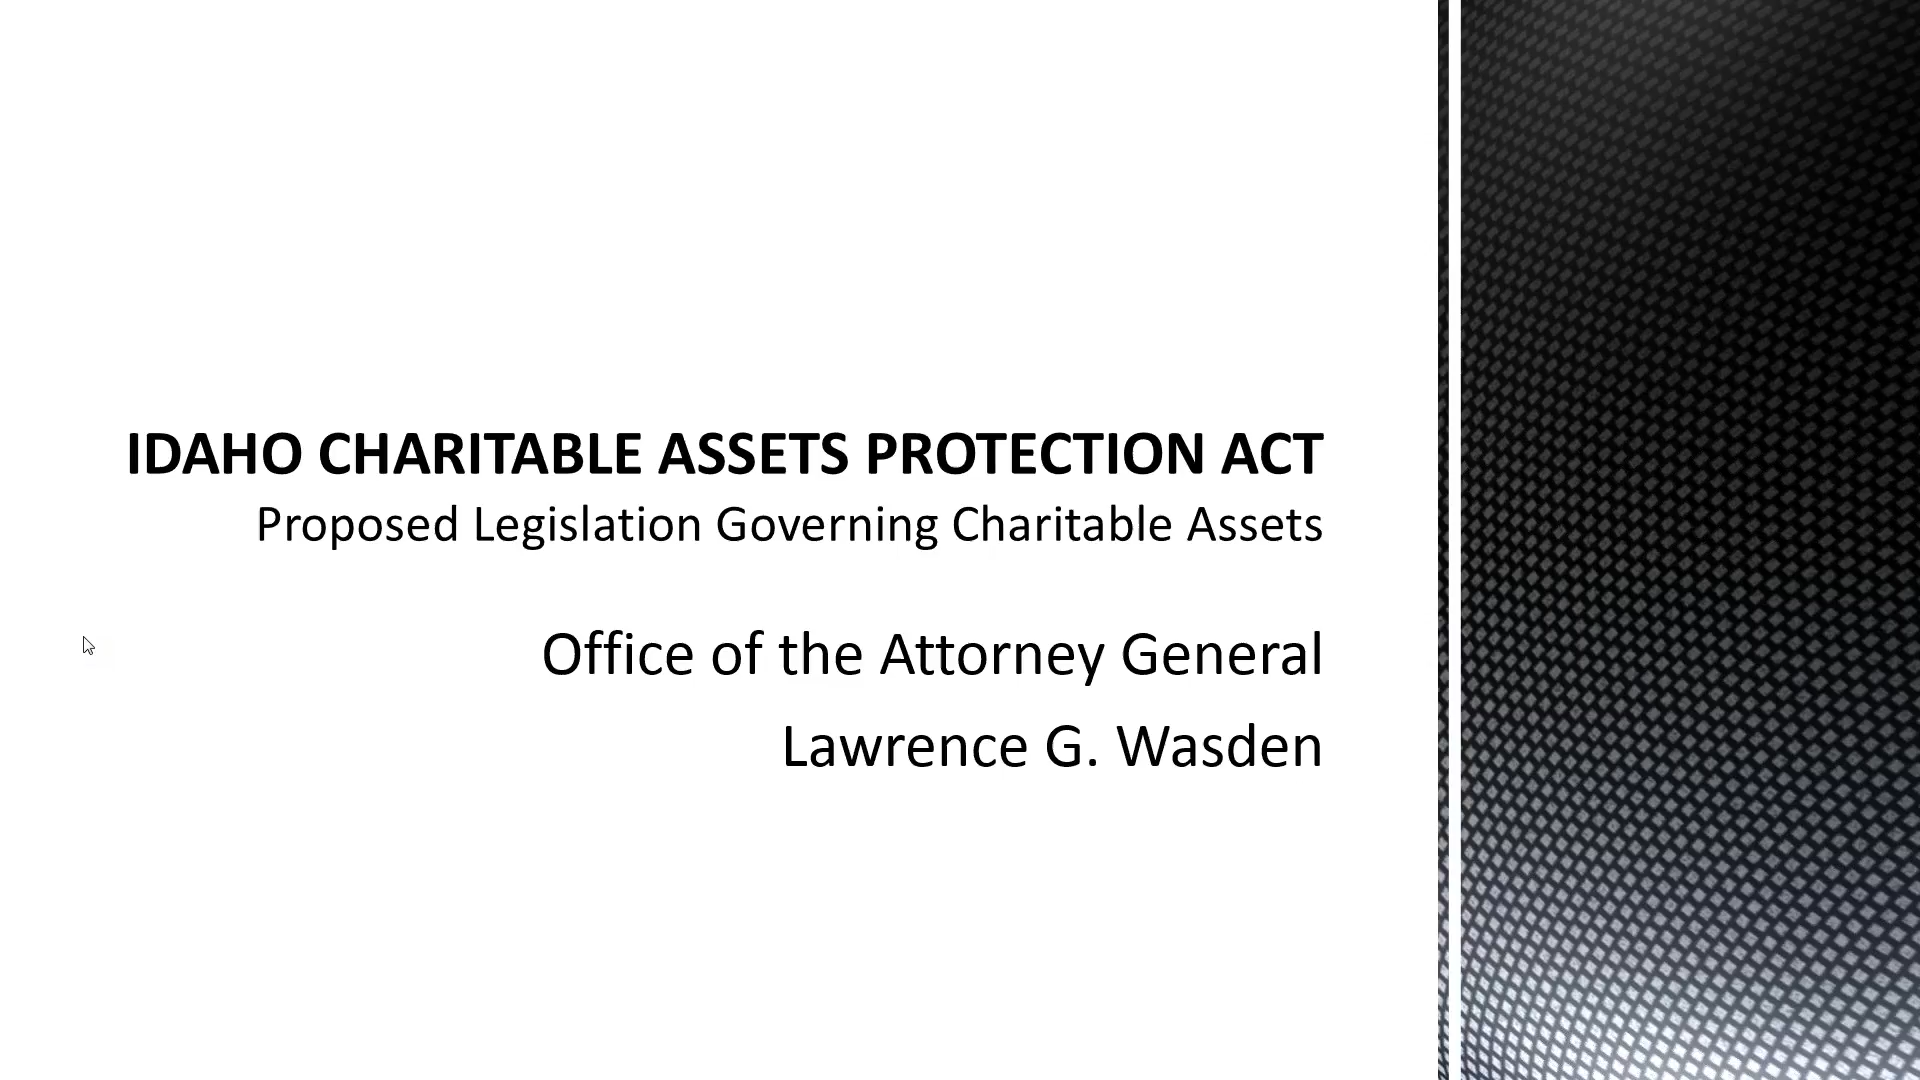 IDAHO CHARITABLE ASSETS PROTECTION ACT
Proposed Legislation Governing Charitable Assets
Office of the Attorney General
Lawrence G. Wasden